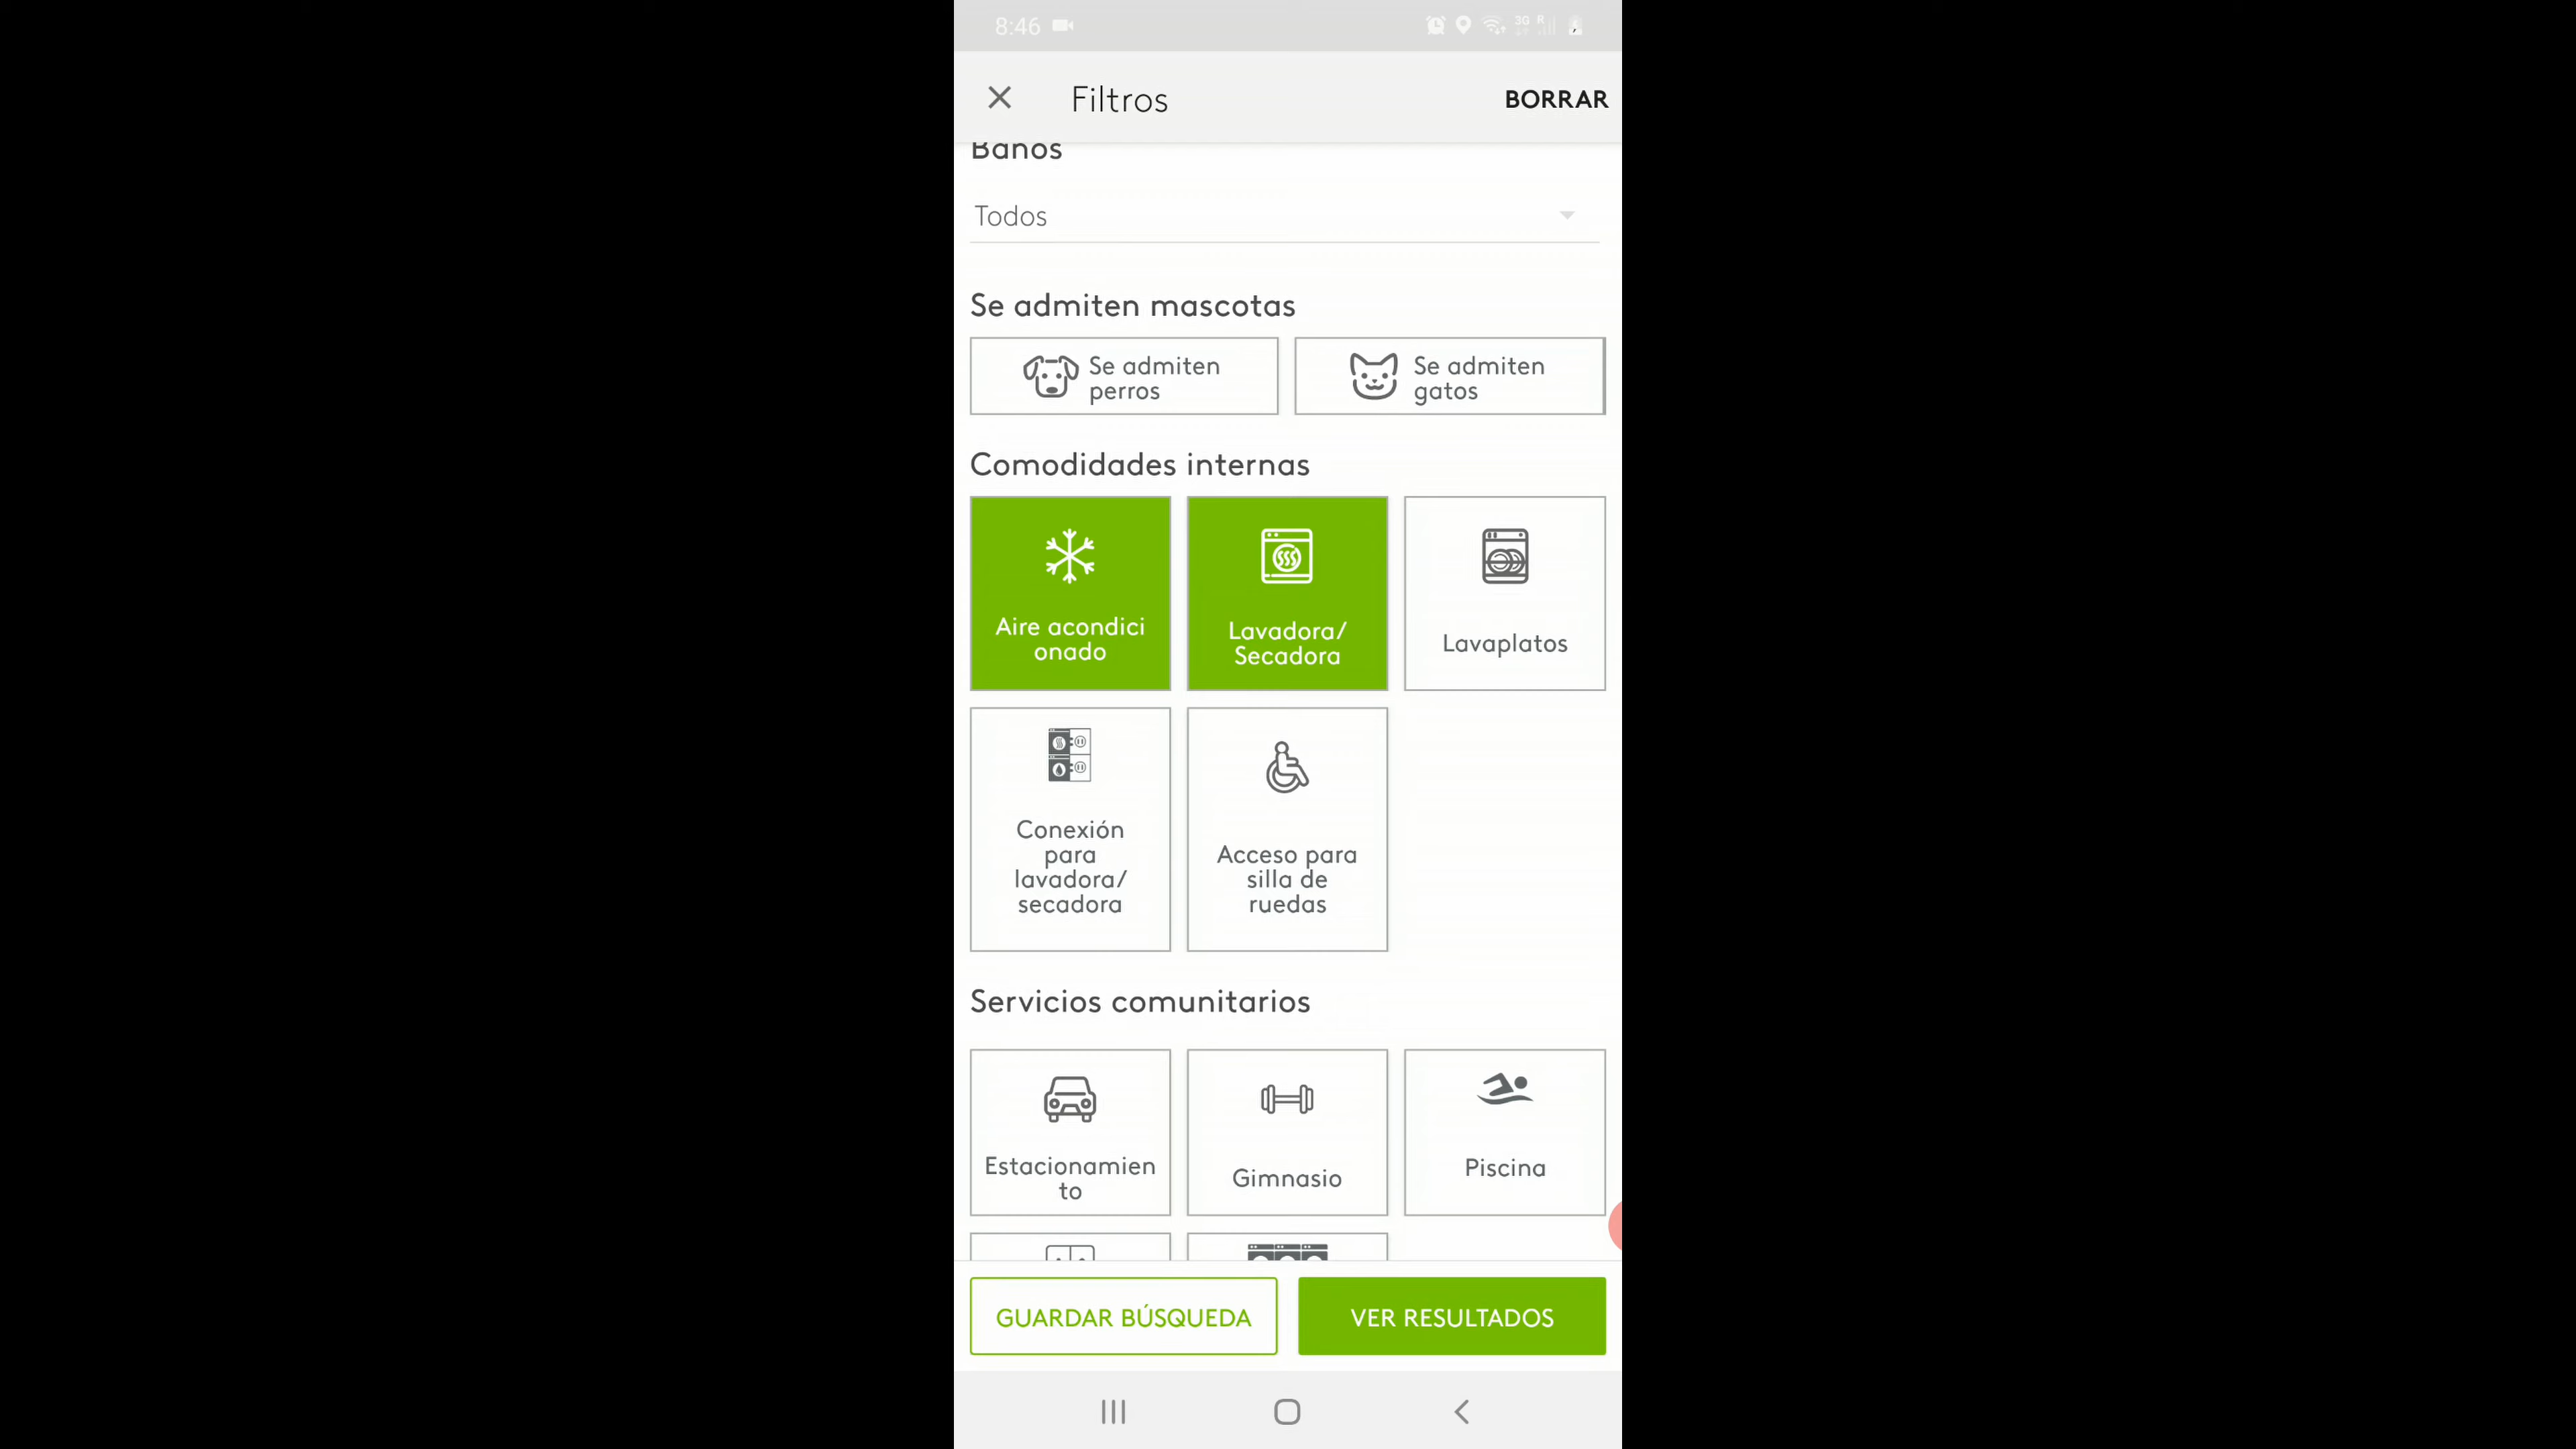 8:46
3G R
Filtros
BORRAR
Baños
Todos
Se admiten mascotas
Se admiten
perros
Se admiten
gatos
Comodidades internas
Aire acondici
onado
Lavadora/
Secadora
Lavaplatos
Conexión
para
lavadora/
secadora
Acceso para
silla de
ruedas
Servicios comunitarios
Estacionamien
to
Gimnasio
Piscina
GUARDAR BÚSQUEDA
VER RESULTADOS